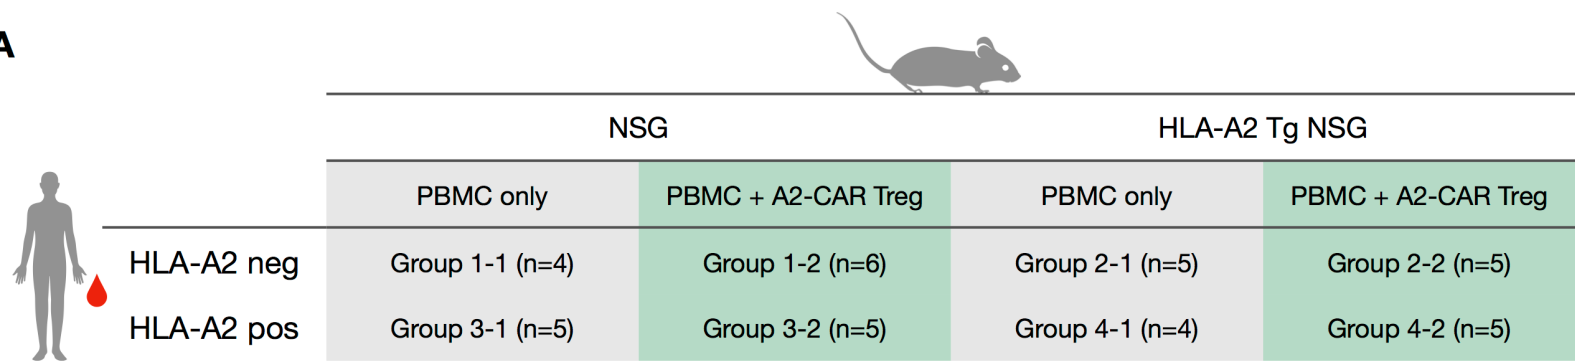 A
NSG HLA-A2 Tg NSG
PBMC only PBMC + A2-CAR Treg PBMC only PBMC + A2-CAR Treg
HLA-A2 neg Group 1-1 (n=4) Group 1-2 (n=6) Group 2-1 (n=5) Group 2-2 (n=5)
HLA-A2 pos Group 3-1 (n=5) Group 3-2 (n=5) Group 4-1 (n=4) Group 4-2 (n=5)